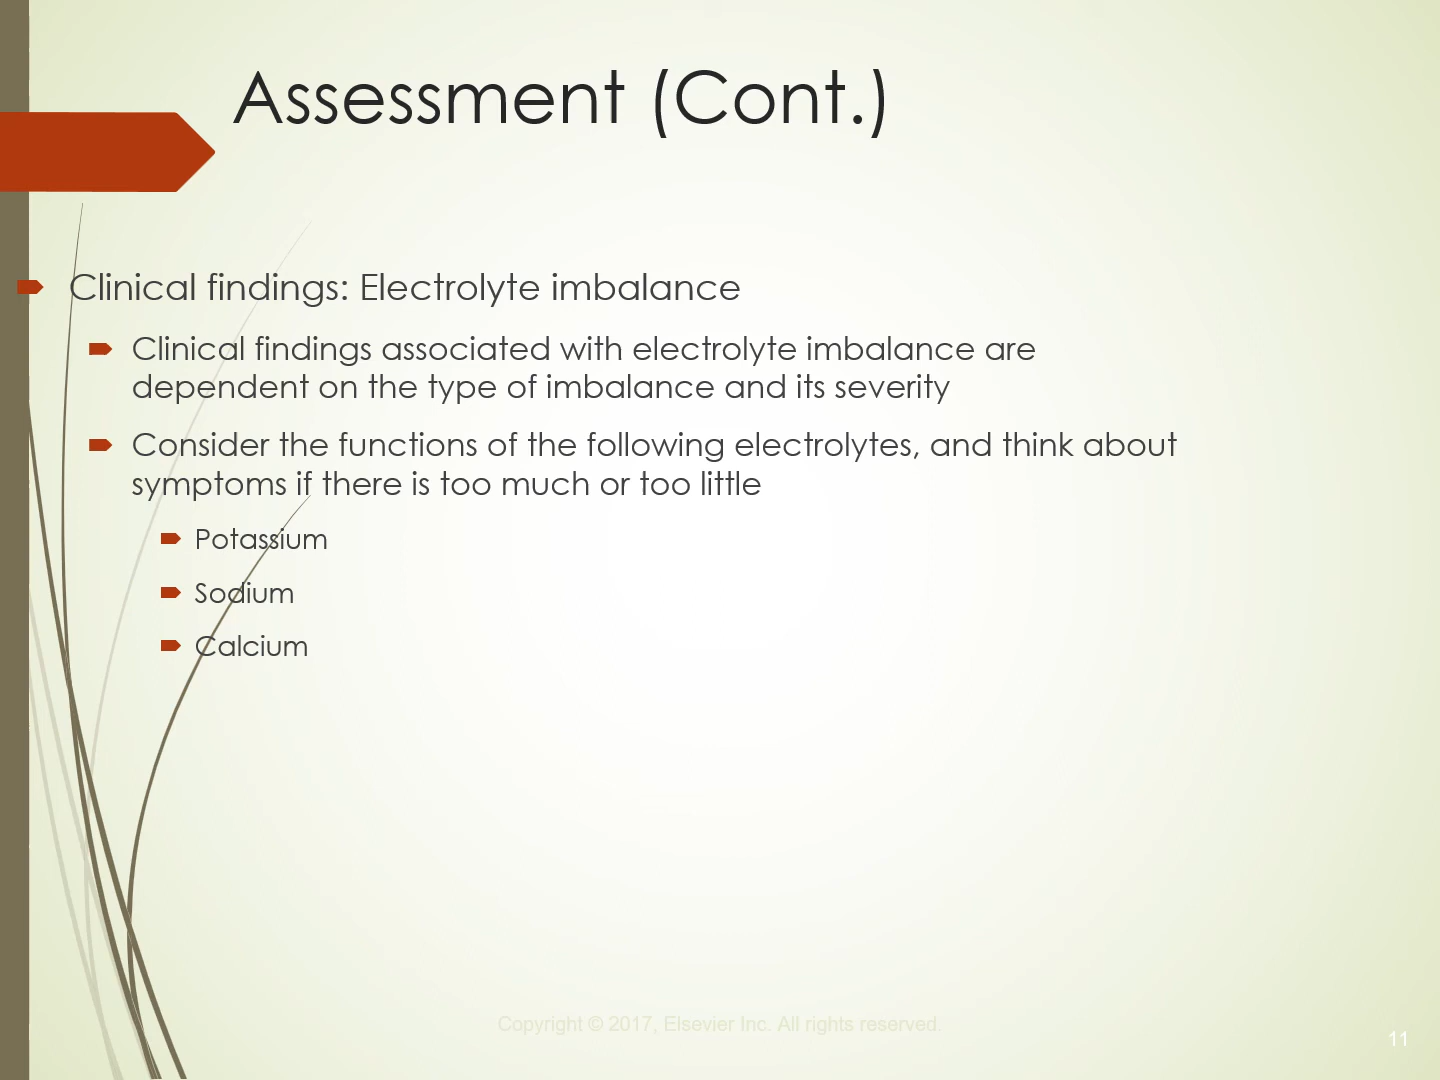 Assessment (Cont.)
Clinical findings: Electrolyte imbalance
Clinical findings associated with electrolyte imbalance are
dependent on the type of imbalance and its severity
Consider the functions of the following electrolytes, and think about
symptoms if there is too much or too little
Potassium
Sodium
Calcium
Copyright © 2017, Elsevier Inc. All rights reserved.
11